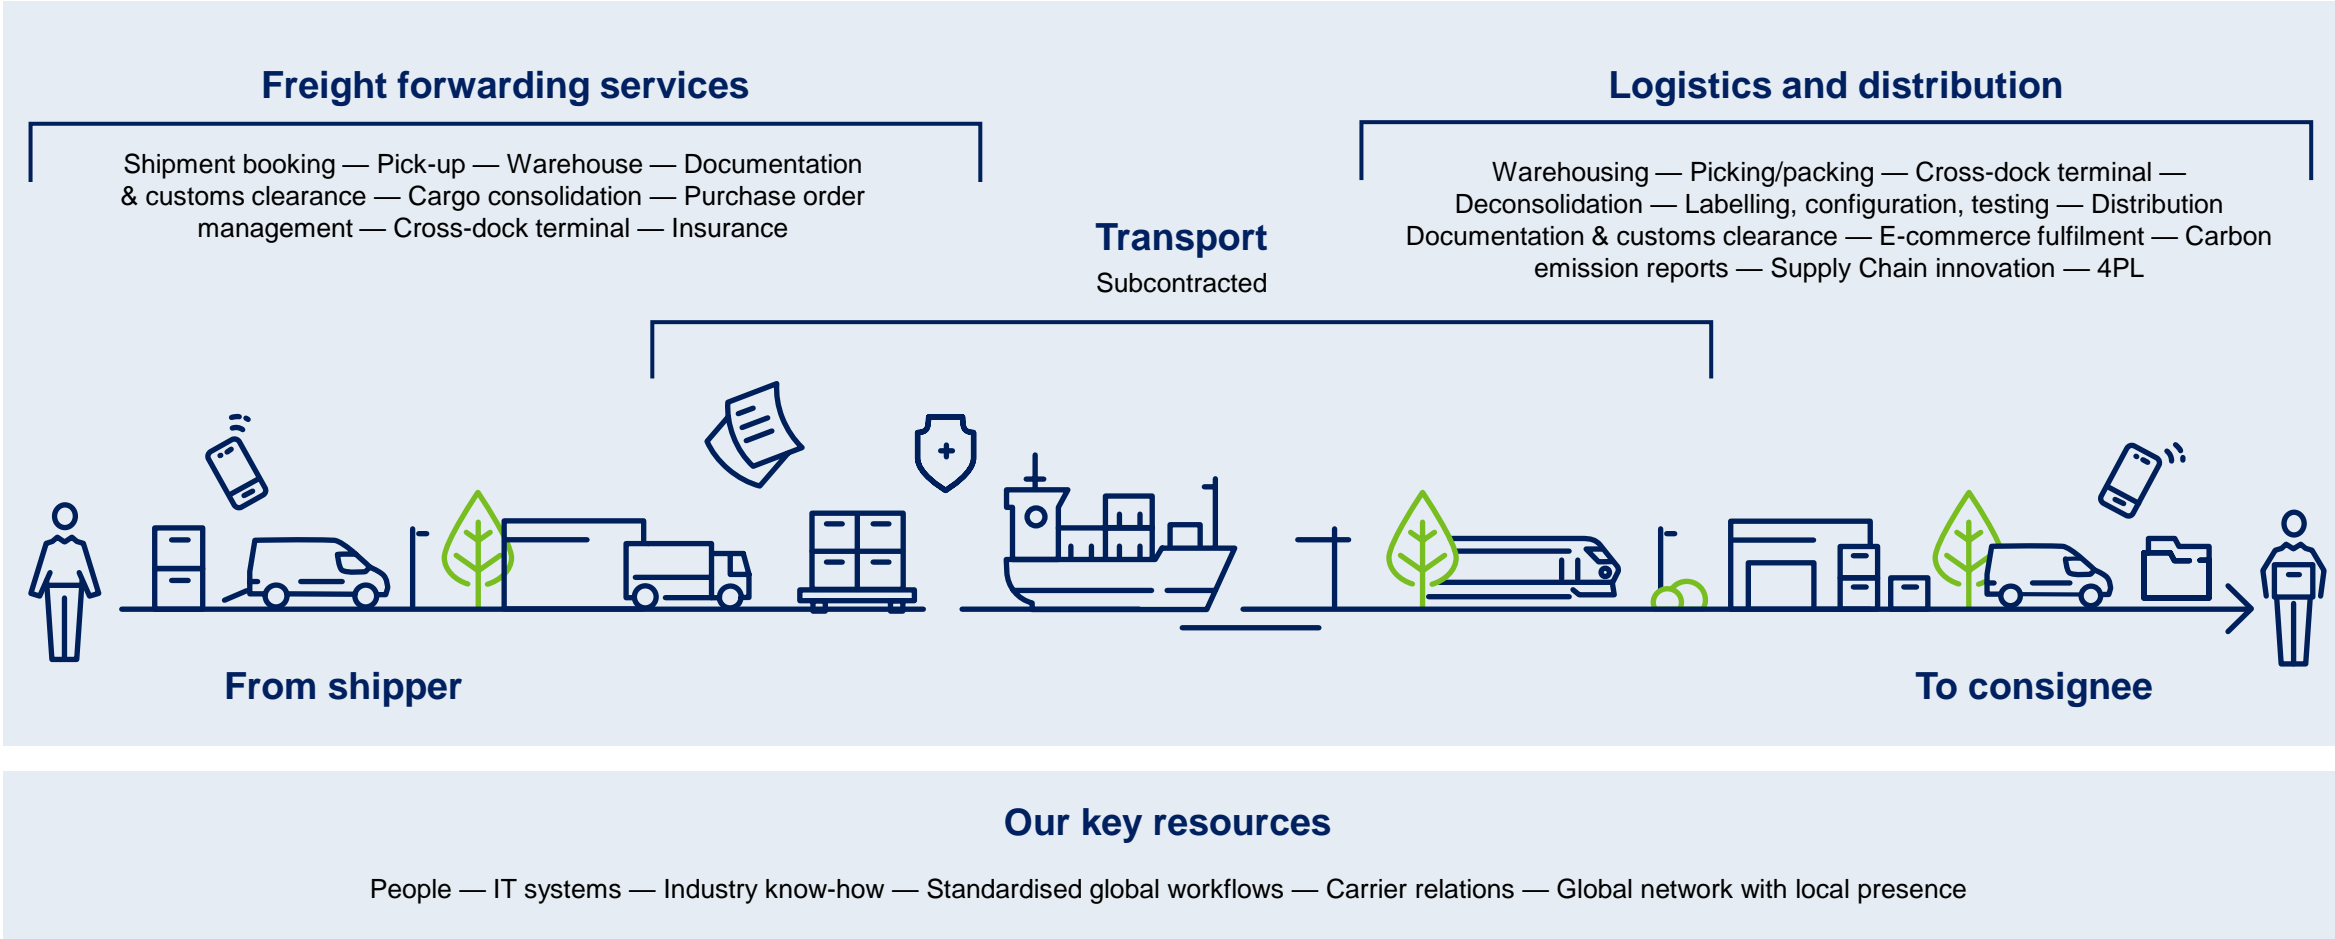 Freight forwarding services
Shipment booking — Pick-up — Warehouse — Documentation
& customs clearance — Cargo consolidation — Purchase order
management — Cross-dock terminal — Insurance
Transport
Subcontracted
Logistics and distribution
Warehousing — Picking/packing — Cross-dock terminal —
Deconsolidation — Labelling, configuration, testing — Distribution
Documentation & customs clearance — E-commerce fulfilment — Carbon
emission reports — Supply Chain innovation — 4PL
From shipper
To consignee
Our key resources
People — IT systems — Industry know-how — Standardised global workflows — Carrier relations — Global network with local presence